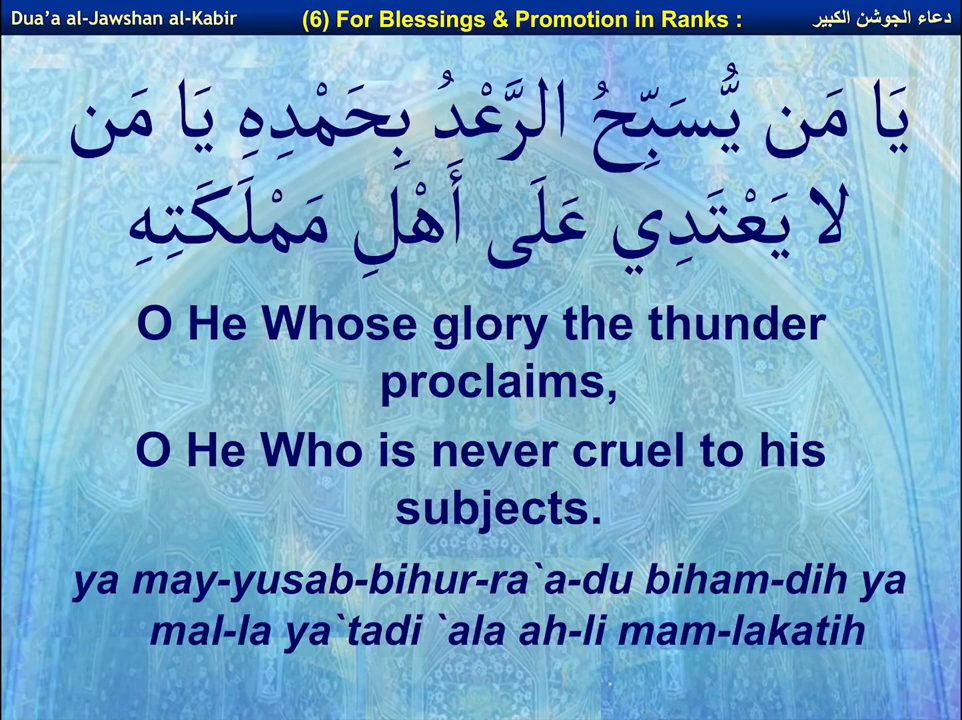 Dua’a al-Jawshan al-Kabir (6) For Blessings & Promotion in Ranks : دعاء الجوشن الكبير
يَا مَن يُّسَبِّحُ الرَّعْدُ بِحَمْدِهِ يَا مَن
لا يَعْتَدِي عَلَى أَهْلِ مَمْلَكَتِهِ
O He Whose glory the thunder
proclaims,
O He Who is never cruel to his
subjects.
ya may-yusab-bihur-ra`a-du biham-dih ya
mal-la ya`tadi `ala ah-li mam-lakatih